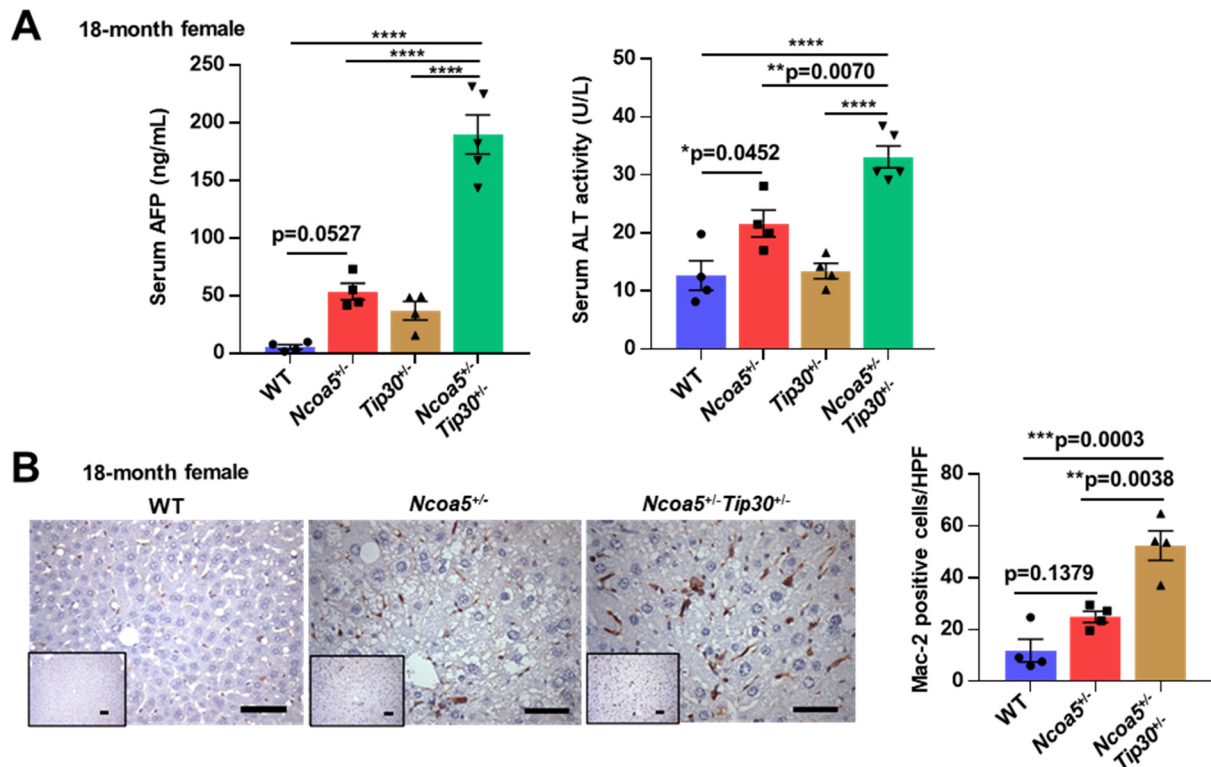 A
18-month female
Serum AFP (ng/mL)
250
200
150
100
50
0
****
****
****
p=0.0527
WT
Ncoa5+/-
Tip30+/-
Ncoa5+/-
Tip30+/-
Serum ALT activity (U/L)
50
40
30
20
10
0
****
**p=0.0070
****
*p=0.0452
WT
Ncoa5+/-
Tip30+/-
Ncoa5+/-
Tip30+/-
B
18-month female
WT
Ncoa5+/-
Ncoa5+/-Tip30+/-
Mac-2 positive cells/HPF
80
60
40
20
0
***p=0.0003
**p=0.0038
p=0.1379
WT
Ncoa5+/-
Ncoa5+/-
Tip30+/-